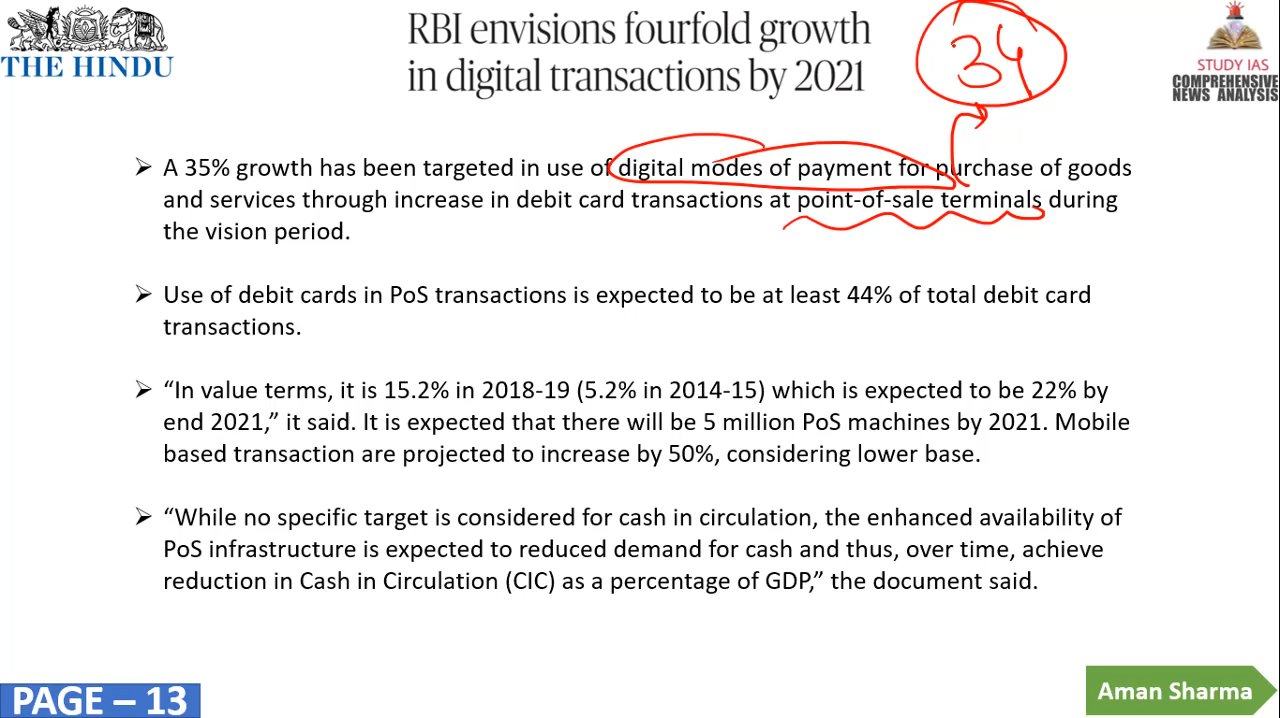 THE HINDU
RBI envisions fourfold growth
in digital transactions by 2021
34
STUDY IAS
COMPREHENSIVE
NEWS ANALYSIS
➢ A 35% growth has been targeted in use of digital modes of payment for purchase of goods
and services through increase in debit card transactions at point-of-sale terminals during
the vision period.
➢ Use of debit cards in PoS transactions is expected to be at least 44% of total debit card
transactions.
➢ “In value terms, it is 15.2% in 2018-19 (5.2% in 2014-15) which is expected to be 22% by
end 2021,” it said. It is expected that there will be 5 million PoS machines by 2021. Mobile
based transaction are projected to increase by 50%, considering lower base.
➢ “While no specific target is considered for cash in circulation, the enhanced availability of
PoS infrastructure is expected to reduced demand for cash and thus, over time, achieve
reduction in Cash in Circulation (CIC) as a percentage of GDP,” the document said.
PAGE – 13
Aman Sharma